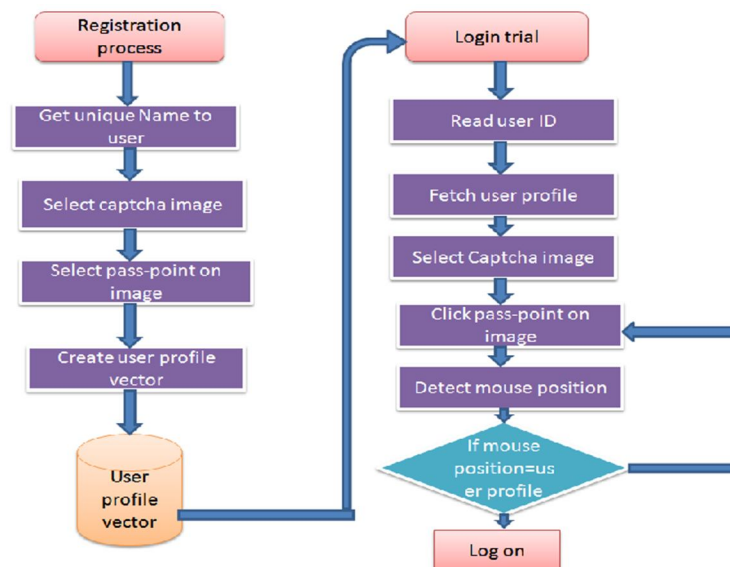 Registration
process
Get unique Name to
user
Select captcha image
Select pass-point on
image
Create user profile
vector
User
profile
vector
Login trial
Read user ID
Fetch user profile
Select Captcha image
Click pass-point on
image
Detect mouse position
If mouse
position=us
er profile
Log on